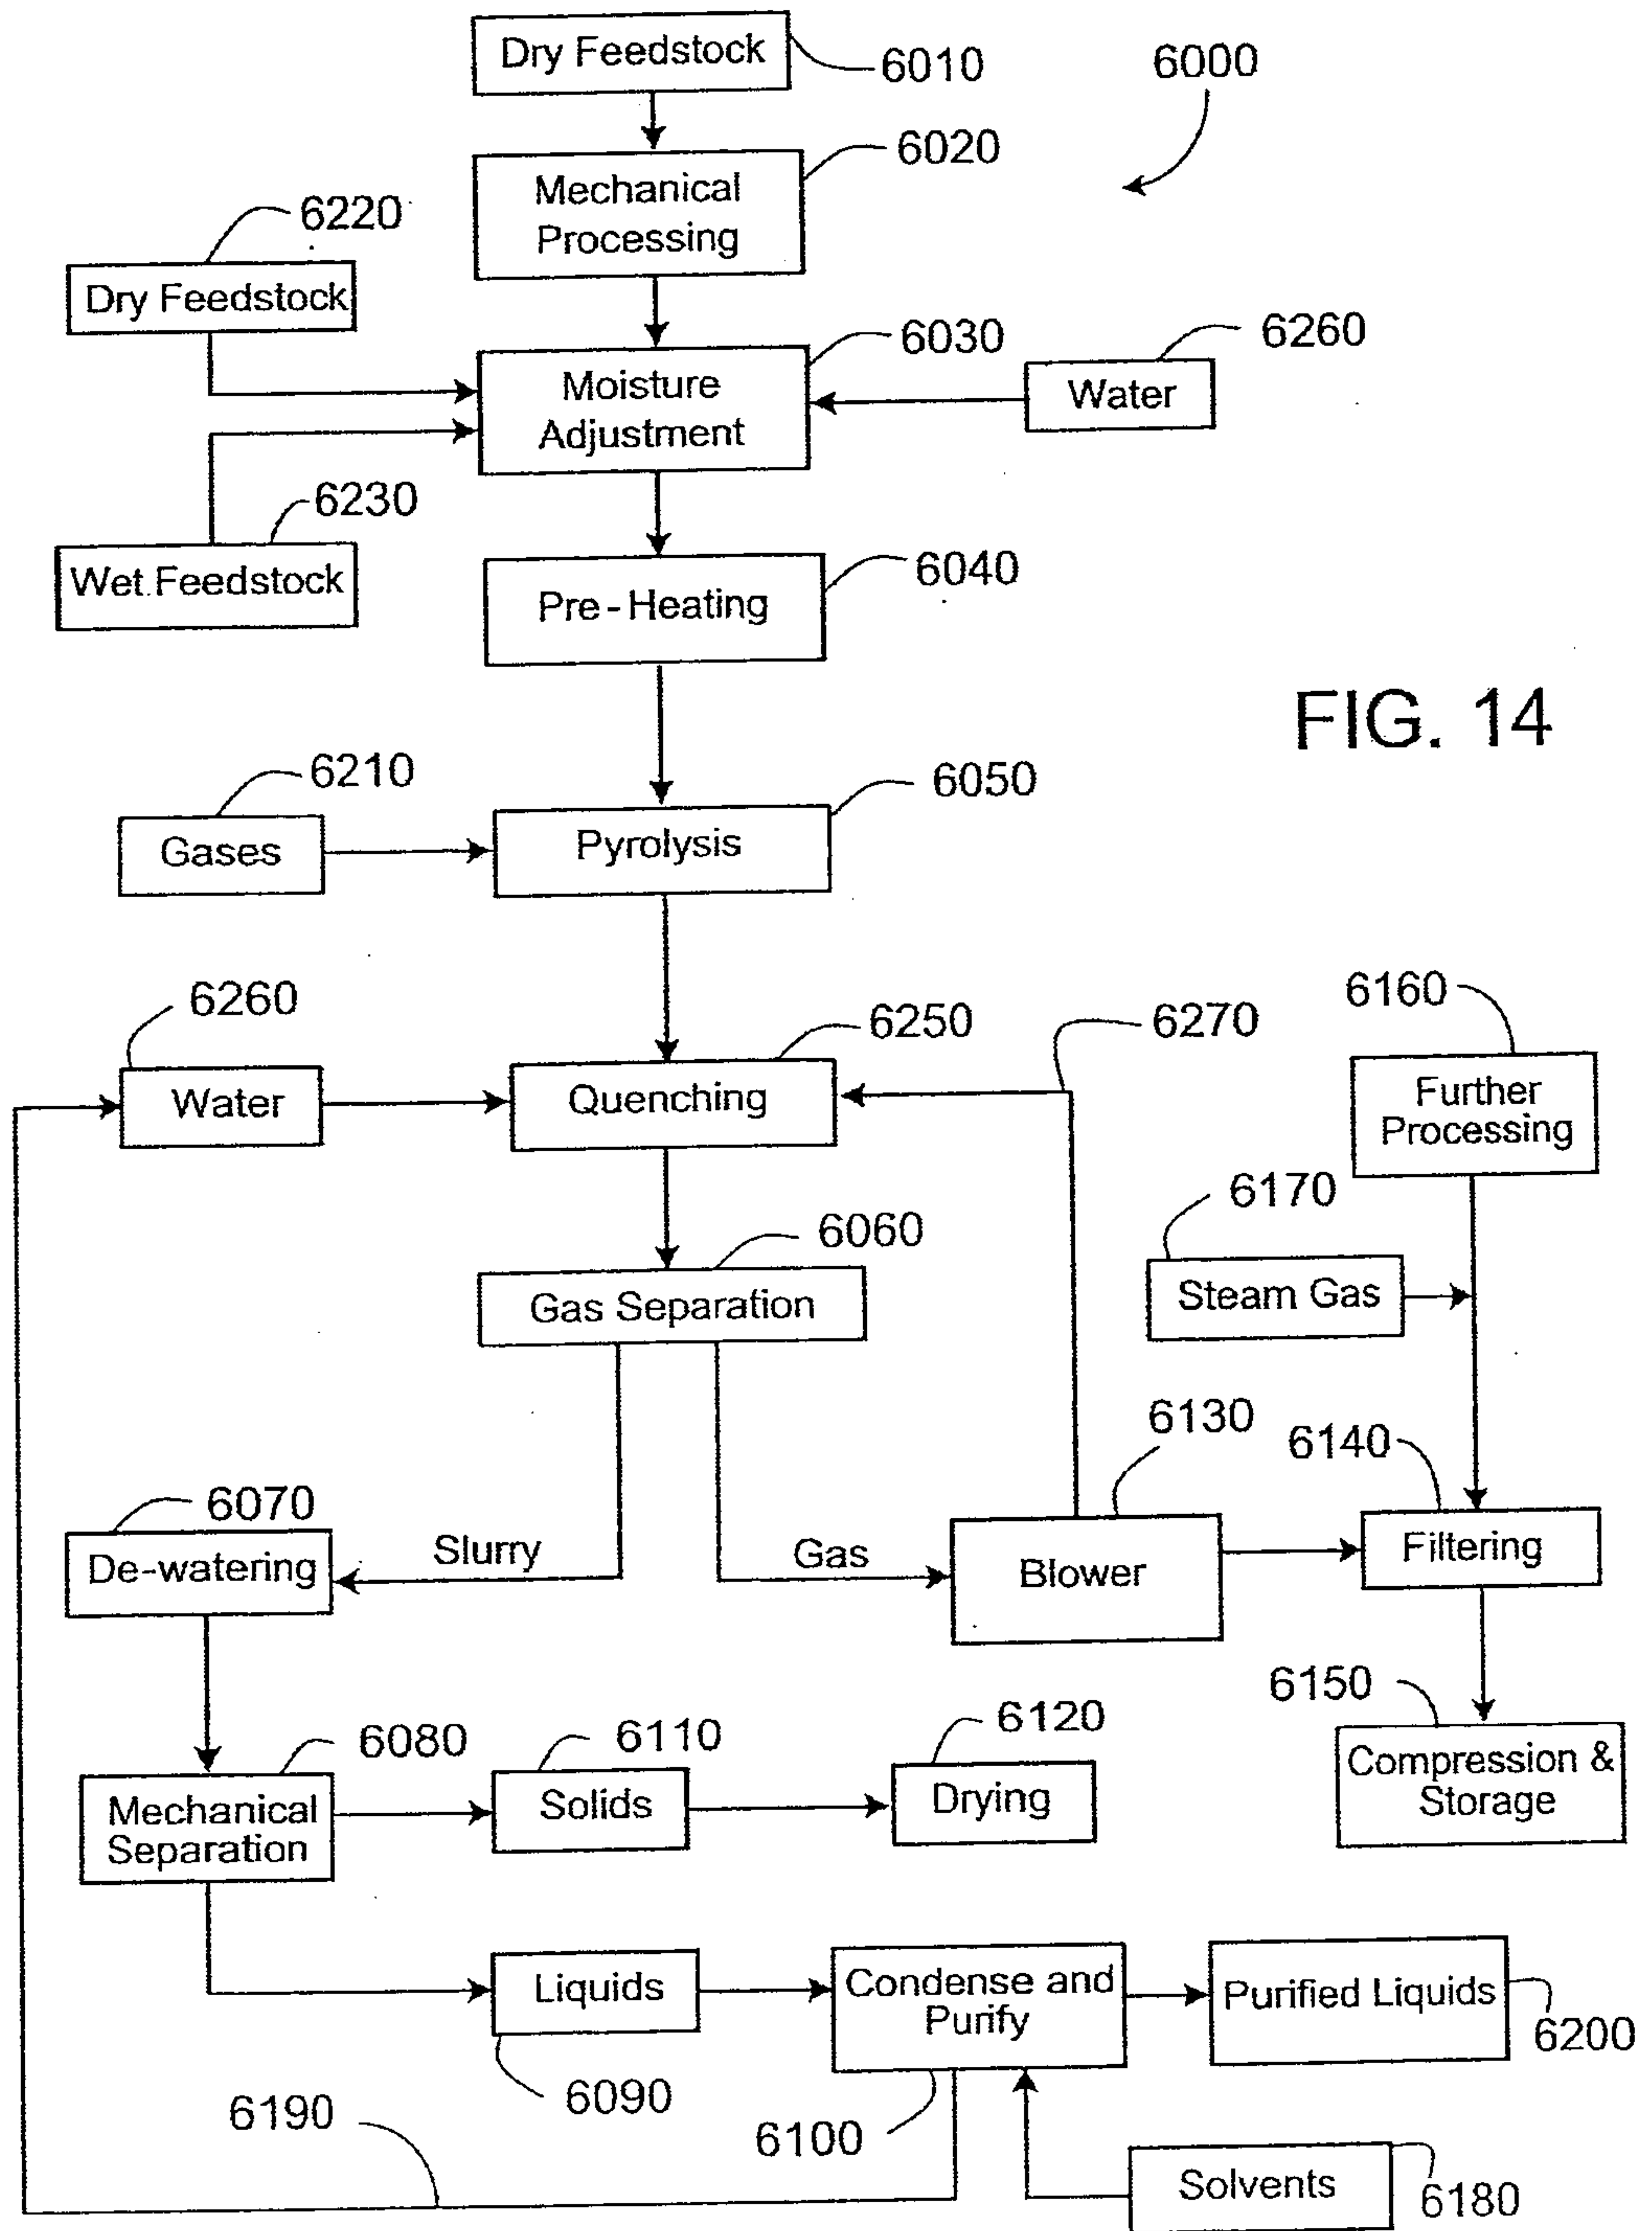 Dry Feedstock
6010
6000
Mechanical
Processing
6020
6220
Dry Feedstock
6030
Moisture
Adjustment
6260
Water
6230
Wet.Feedstock
6040
Pre-Heating
FIG. 14
6210
Gases
6050
Pyrolysis
6260
Water
6250
Quenching
6270
6160
Further
Processing
6170
Steam Gas
6060
Gas Separation
6130
6140
6070
De-watering
Slurry
Gas
Blower
Filtering
6150
Compression &
Storage
6080
Mechanical
Separation
6110
Solids
6120
Drying
Liquids
6090
Condense and
Purify
6100
Purified Liquids
6200
6190
Solvents
6180